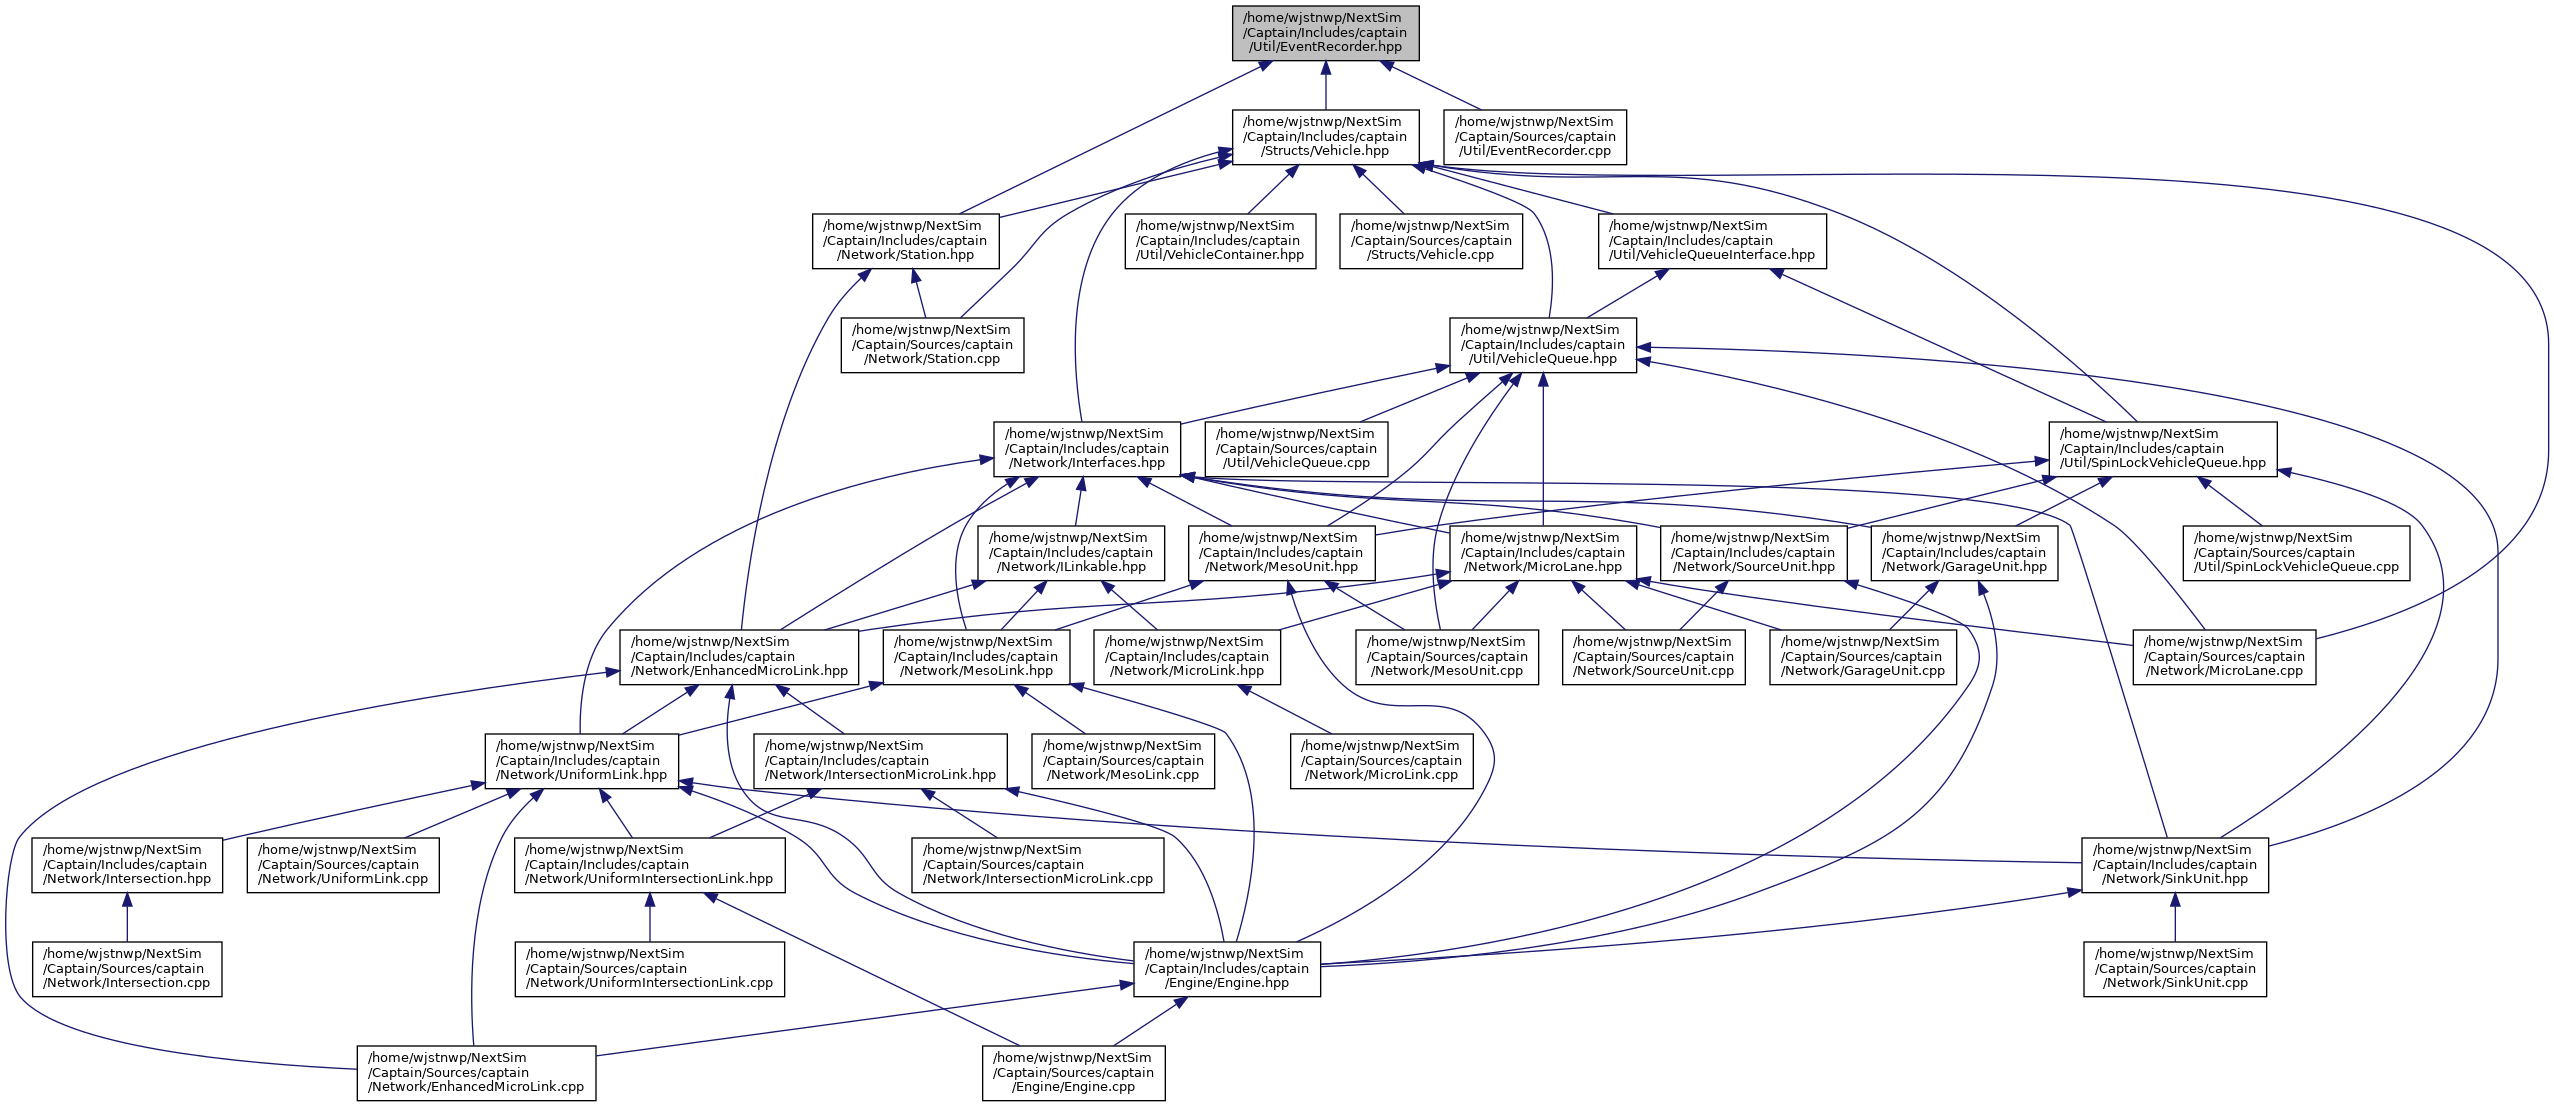 /home/wjstnwp/NextSim
/Captain/Includes/captain
/Util/EventRecorder.hpp
/home/wjstnwp/NextSim
/Captain/Includes/captain
/Structs/Vehicle.hpp
/home/wjstnwp/NextSim
/Captain/Sources/captain
/Util/EventRecorder.cpp
/home/wjstnwp/NextSim
/Captain/Includes/captain
/Network/Station.hpp
/home/wjstnwp/NextSim
/Captain/Includes/captain
/Util/VehicleContainer.hpp
/home/wjstnwp/NextSim
/Captain/Sources/captain
/Structs/Vehicle.cpp
/home/wjstnwp/NextSim
/Captain/Includes/captain
/Util/VehicleQueueInterface.hpp
/home/wjstnwp/NextSim
/Captain/Sources/captain
/Network/Station.cpp
/home/wjstnwp/NextSim
/Captain/Includes/captain
/Util/VehicleQueue.hpp
/home/wjstnwp/NextSim
/Captain/Includes/captain
/Network/Interfaces.hpp
/home/wjstnwp/NextSim
/Captain/Sources/captain
/Util/VehicleQueue.cpp
/home/wjstnwp/NextSim
/Captain/Includes/captain
/Util/SpinLockVehicleQueue.hpp
/home/wjstnwp/NextSim
/Captain/Includes/captain
/Network/ILinkable.hpp
/home/wjstnwp/NextSim
/Captain/Includes/captain
/Network/MesoUnit.hpp
/home/wjstnwp/NextSim
/Captain/Includes/captain
/Network/MicroLane.hpp
/home/wjstnwp/NextSim
/Captain/Includes/captain
/Network/SourceUnit.hpp
/home/wjstnwp/NextSim
/Captain/Includes/captain
/Network/GarageUnit.hpp
/home/wjstnwp/NextSim
/Captain/Sources/captain
/Util/SpinLockVehicleQueue.cpp
/home/wjstnwp/NextSim
/Captain/Includes/captain
/Network/EnhancedMicroLink.hpp
/home/wjstnwp/NextSim
/Captain/Includes/captain
/Network/MesoLink.hpp
/home/wjstnwp/NextSim
/Captain/Includes/captain
/Network/MicroLink.hpp
/home/wjstnwp/NextSim
/Captain/Sources/captain
/Network/MesoUnit.cpp
/home/wjstnwp/NextSim
/Captain/Sources/captain
/Network/SourceUnit.cpp
/home/wjstnwp/NextSim
/Captain/Sources/captain
/Network/GarageUnit.cpp
/home/wjstnwp/NextSim
/Captain/Sources/captain
/Network/MicroLane.cpp
/home/wjstnwp/NextSim
/Captain/Includes/captain
/Network/UniformLink.hpp
/home/wjstnwp/NextSim
/Captain/Includes/captain
/Network/IntersectionMicroLink.hpp
/home/wjstnwp/NextSim
/Captain/Sources/captain
/Network/MesoLink.cpp
/home/wjstnwp/NextSim
/Captain/Sources/captain
/Network/MicroLink.cpp
/home/wjstnwp/NextSim
/Captain/Includes/captain
/Network/Intersection.hpp
/home/wjstnwp/NextSim
/Captain/Sources/captain
/Network/UniformLink.cpp
/home/wjstnwp/NextSim
/Captain/Includes/captain
/Network/UniformIntersectionLink.hpp
/home/wjstnwp/NextSim
/Captain/Sources/captain
/Network/IntersectionMicroLink.cpp
/home/wjstnwp/NextSim
/Captain/Includes/captain
/Network/SinkUnit.hpp
/home/wjstnwp/NextSim
/Captain/Sources/captain
/Network/Intersection.cpp
/home/wjstnwp/NextSim
/Captain/Sources/captain
/Network/UniformIntersectionLink.cpp
/home/wjstnwp/NextSim
/Captain/Includes/captain
/Engine/Engine.hpp
/home/wjstnwp/NextSim
/Captain/Sources/captain
/Network/SinkUnit.cpp
/home/wjstnwp/NextSim
/Captain/Sources/captain
/Network/EnhancedMicroLink.cpp
/home/wjstnwp/NextSim
/Captain/Sources/captain
/Engine/Engine.cpp